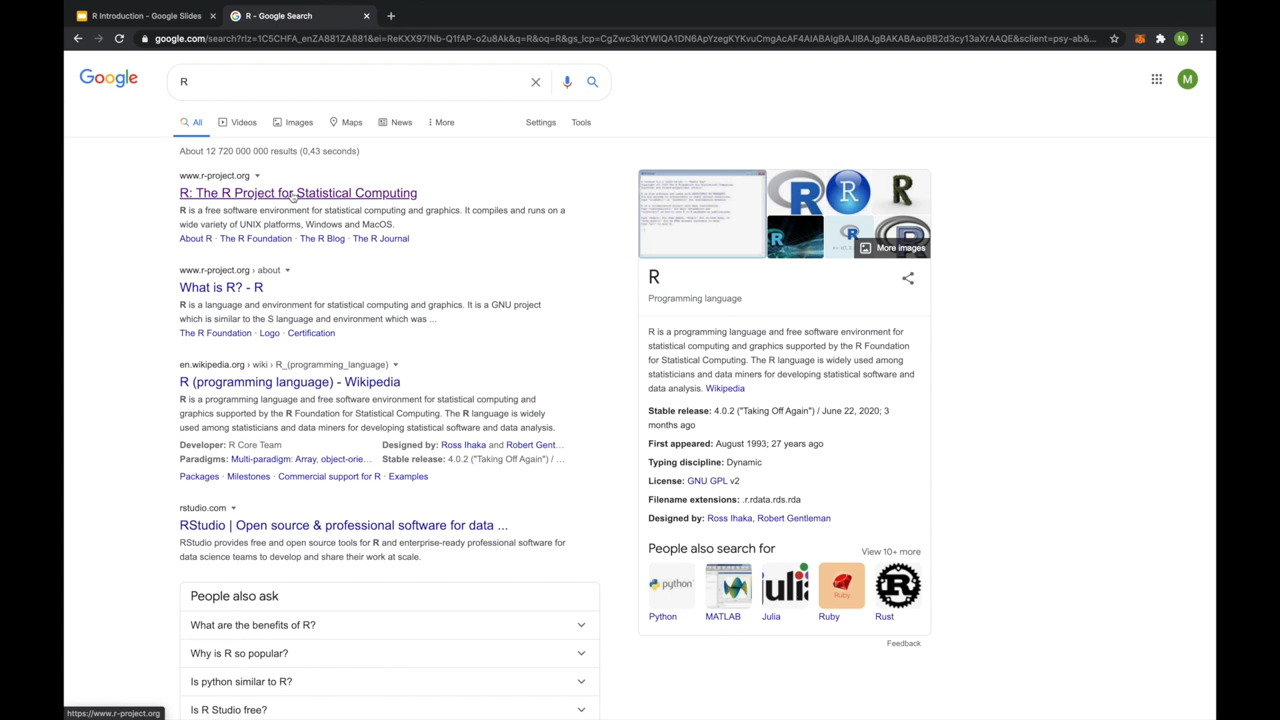 R Introduction - Google Slides
R - Google Search
google.com/search?rlz=1C5CHFA_enZA881ZA881&ei=ReKXX97lNb-Q1fAP-o2u8Ak&q=R&oq=R&gs_lcp=CgZwc3ktYWlQA1DN6ApYzegKYKvuCmgAcAF4AIABAIgBAJIBAJgBAKABAaoBB2d3cy13aXrAAQE&sclient=psy-ab&...
M
Google
R
M
All
Videos
Images
Maps
News
More
Settings
Tools
About 12 720 000 000 results (0,43 seconds)
www.r-project.org
R: The R Project for Statistical Computing
R is a free software environment for statistical computing and graphics. It compiles and runs on a
wide variety of UNIX platforms, Windows and MacOS.
About R · The R Foundation · The R Blog · The R Journal
www.r-project.org › about
What is R? - R
R is a language and environment for statistical computing and graphics. It is a GNU project
which is similar to the S language and environment which was ...
The R Foundation · Logo · Certification
en.wikipedia.org › wiki › R_(programming_language)
R (programming language) - Wikipedia
R is a programming language and free software environment for statistical computing and
graphics supported by the R Foundation for Statistical Computing. The R language is widely
used among statisticians and data miners for developing statistical software and data analysis.
Developer: R Core Team
Designed by: Ross Ihaka and Robert Gent...
Paradigms: Multi-paradigm: Array, object-orie...
Stable release: 4.0.2 ("Taking Off Again") / ...
Packages · Milestones · Commercial support for R · Examples
rstudio.com
RStudio | Open source & professional software for data ...
RStudio provides free and open source tools for R and enterprise-ready professional software for
data science teams to develop and share their work at scale.
People also ask
What are the benefits of R?
Why is R so popular?
Is python similar to R?
Is R Studio free?
https://www.r-project.org
R
R
R
R
R
R
More images
R
Programming language
R is a programming language and free software environment for
statistical computing and graphics supported by the R Foundation
for Statistical Computing. The R language is widely used among
statisticians and data miners for developing statistical software and
data analysis. Wikipedia
Stable release: 4.0.2 ("Taking Off Again") / June 22, 2020; 3
months ago
First appeared: August 1993; 27 years ago
Typing discipline: Dynamic
License: GNU GPL v2
Filename extensions: .r.rdata.rds.rda
Designed by: Ross Ihaka, Robert Gentleman
People also search for
View 10+ more
python
julia
Ruby
R
Python
MATLAB
Julia
Ruby
Rust
Feedback